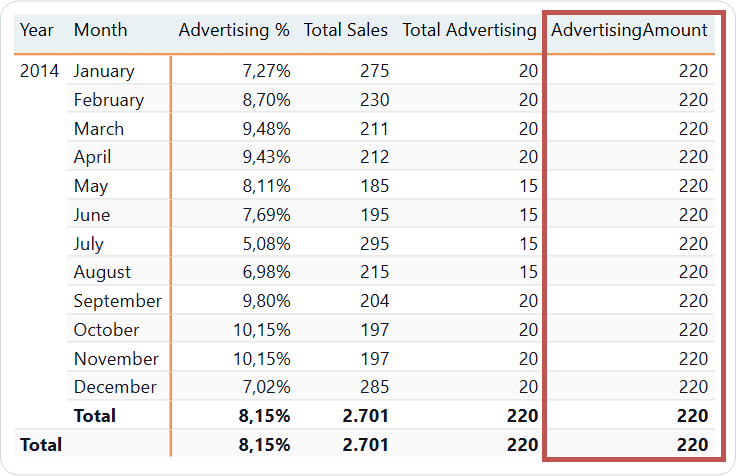 Year Month Advertising % Total Sales Total Advertising AdvertisingAmount
2014 January 7,27% 275 20 220
February 8,70% 230 20 220
March 9,48% 211 20 220
April 9,43% 212 20 220
May 8,11% 185 15 220
June 7,69% 195 15 220
July 5,08% 295 15 220
August 6,98% 215 15 220
September 9,80% 204 20 220
October 10,15% 197 20 220
November 10,15% 197 20 220
December 7,02% 285 20 220
Total 8,15% 2.701 220 220
Total 8,15% 2.701 220 220